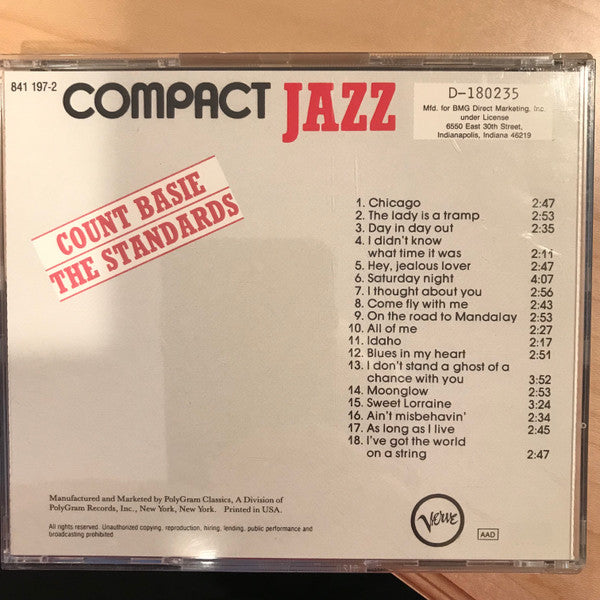 841 197-2
COMPACT JAZZ
D-180235
Mfd. for BMG Direct Marketing, Inc.
under License
6550 East 30th Street,
Indianapolis, Indiana 46219
COUNT BASIE
THE STANDARDS
1. Chicago 2:47
2. The lady is a tramp 2:53
3. Day in day out 2:35
4. I didn't know
what time it was 2:11
5. Hey, jealous lover 2:47
6. Saturday night 4:07
7. I thought about you 2:56
8. Come fly with me 2:43
9. On the road to Mandalay 2:53
10. All of me 2:27
11. Idaho 2:17
12. Blues in my heart 2:51
13. I don't stand a ghost of a
chance with you 3:52
14. Moonglow 2:53
15. Sweet Lorraine 3:24
16. Ain't misbehavin' 2:34
17. As long as I live 2:45
18. I've got the world
on a string 2:47
Manufactured and Marketed by PolyGram Classics, A Division of
PolyGram Records, Inc., New York, New York. Printed in USA.
All rights reserved. Unauthorized copying, reproduction, hiring, lending, public performance and
broadcasting prohibited
Verve
AAD